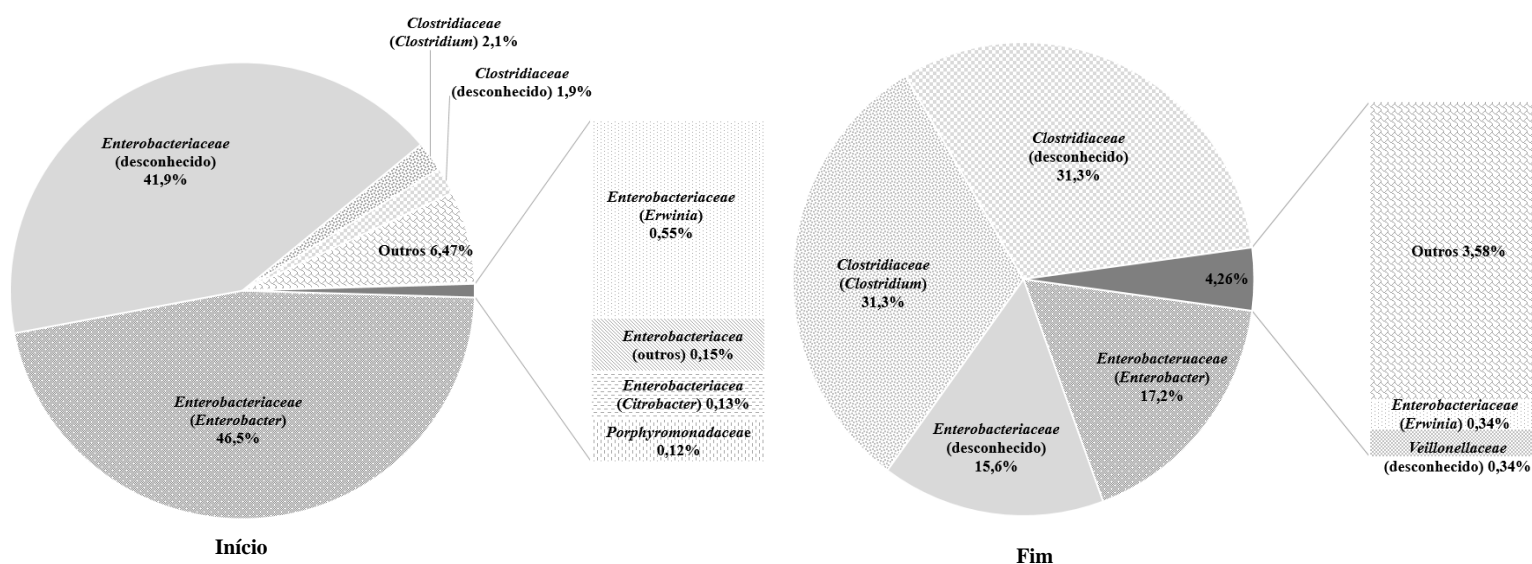 Clostridiaceae
(Clostridium) 2,1%
Clostridiaceae
(desconhecido) 1,9%
Enterobacteriaceae
(desconhecido)
41,9%
Outros 6,47%
Enterobacteriaceae
(Enterobacter)
46,5%
Enterobacteriaceae
(Erwinia)
0,55%
Enterobacteriacea
(outros) 0,15%
Enterobacteriacea
(Citrobacter) 0,13%
Porphyromonadaceae
0,12%
Início
Clostridiaceae
(desconhecido)
31,3%
Clostridiaceae
(Clostridium)
31,3%
4,26%
Enterobacteruaceae
(Enterobacter)
17,2%
Enterobacteriaceae
(desconhecido)
15,6%
Outros 3,58%
Enterobacteriaceae
(Erwinia) 0,34%
Veillonellaceae
(desconhecido) 0,34%
Fim